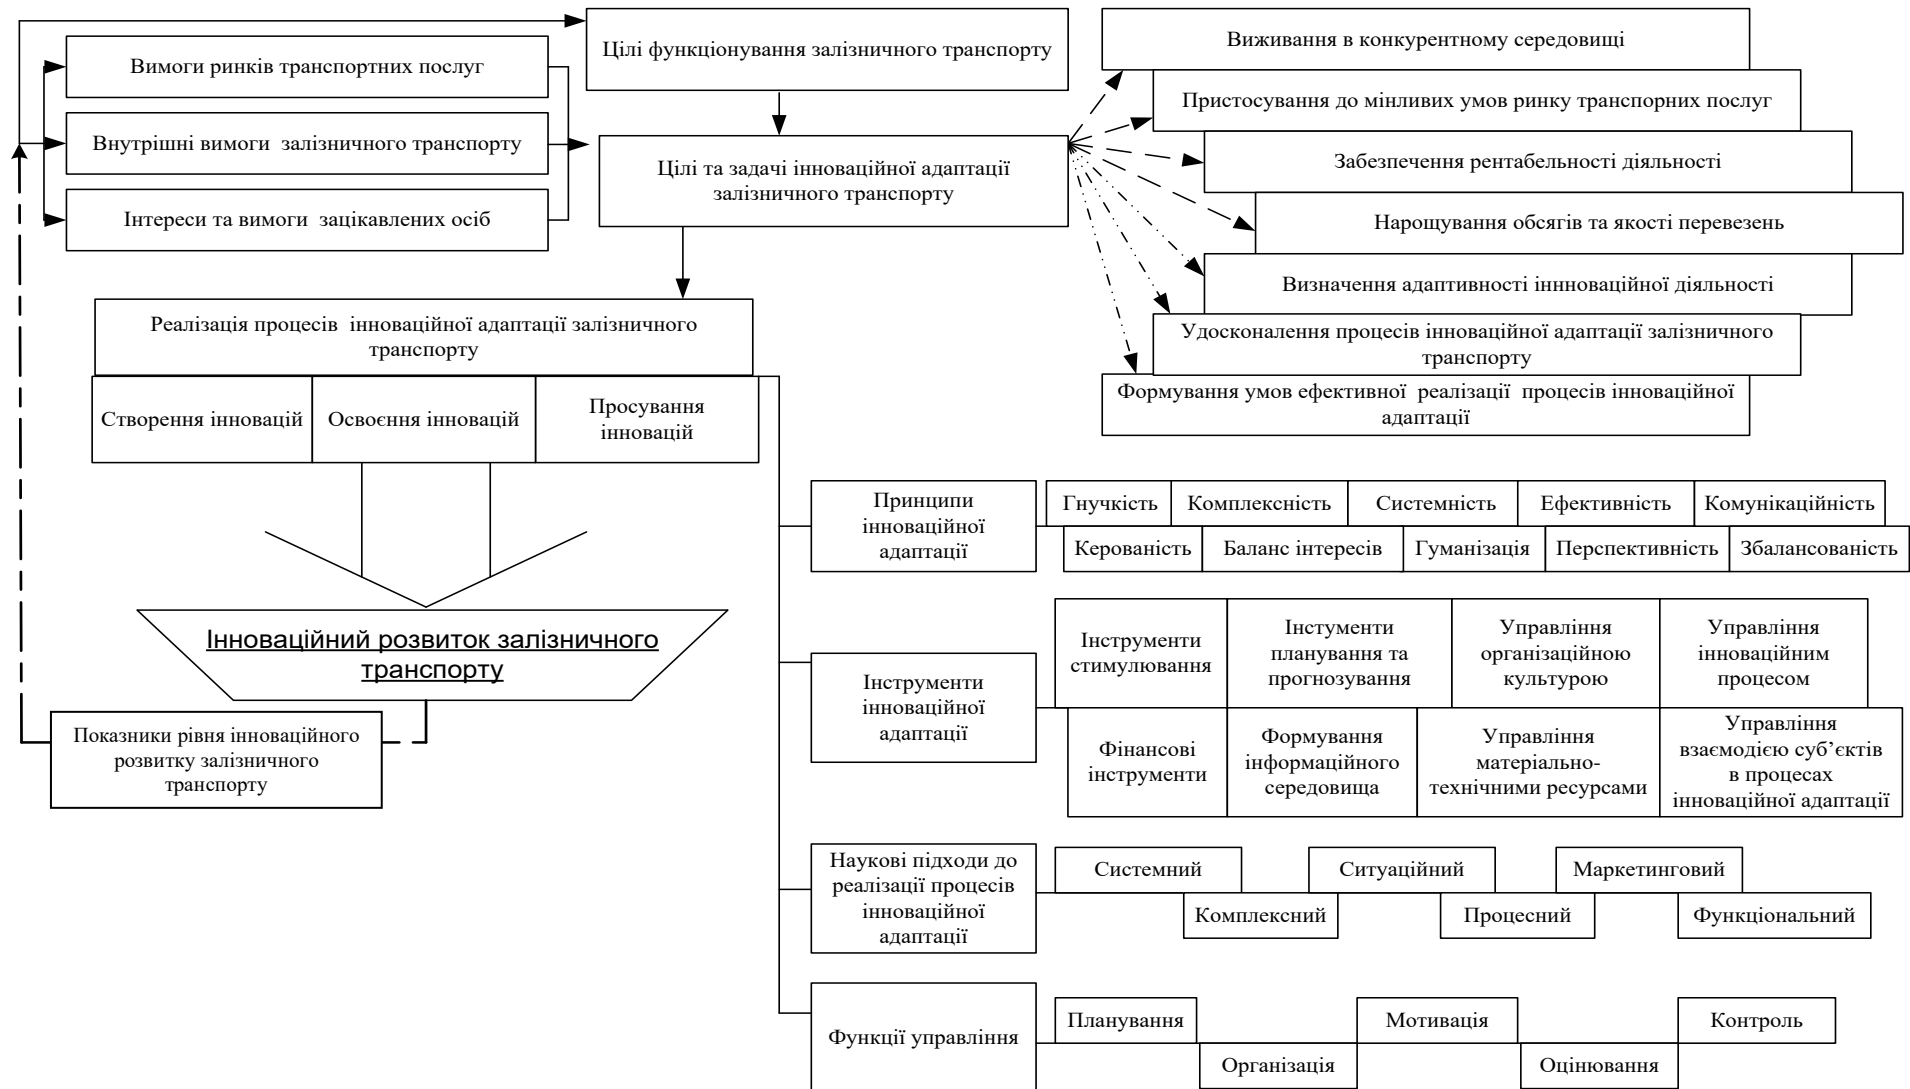 Цілі функціонування залізничного транспорту
Вимоги ринків транспортних послуг
Внутрішні вимоги залізничного транспорту
Інтереси та вимоги зацікавлених осіб
Цілі та задачі інноваційної адаптації
залізничного транспорту
Виживання в конкурентному середовищі
Пристосування до мінливих умов ринку транспорних послуг
Забезпечення рентабельності діяльності
Нарощування обсягів та якості перевезень
Визначення адаптивності іннноваційної діяльності
Удосконалення процесів інноваційної адаптації залізничного
транспорту
Формування умов ефективної реалізації процесів інноваційної
адаптації
Реалізація процесів інноваційної адаптації залізничного
транспорту
Створення інновацій
Освоєння інновацій
Просування
інновацій
Інноваційний розвиток залізничного
транспорту
Показники рівня інноваційного
розвитку залізничного
транспорту
Принципи
інноваційної
адаптації
Гнучкість
Комплексність
Системність
Ефективність
Комунікаційність
Керованість
Баланс інтересів
Гуманізація
Перспективність
Збалансованість
Інструменти
інноваційної
адаптації
Інструменти
стимулювання
Інстументи
планування та
прогнозування
Управління
організаційною
культурою
Управління
інноваційним
процесом
Фінансові
інструменти
Формування
інформаційного
середовища
Управління
матеріально-
технічними ресурсами
Управління
взаємодією суб’єктів
в процесах
інноваційної адаптації
Наукові підходи до
реалізації процесів
інноваційної
адаптації
Системний
Ситуаційний
Маркетинговий
Комплексний
Процесний
Функціональний
Функції управління
Планування
Мотивація
Контроль
Організація
Оцінювання